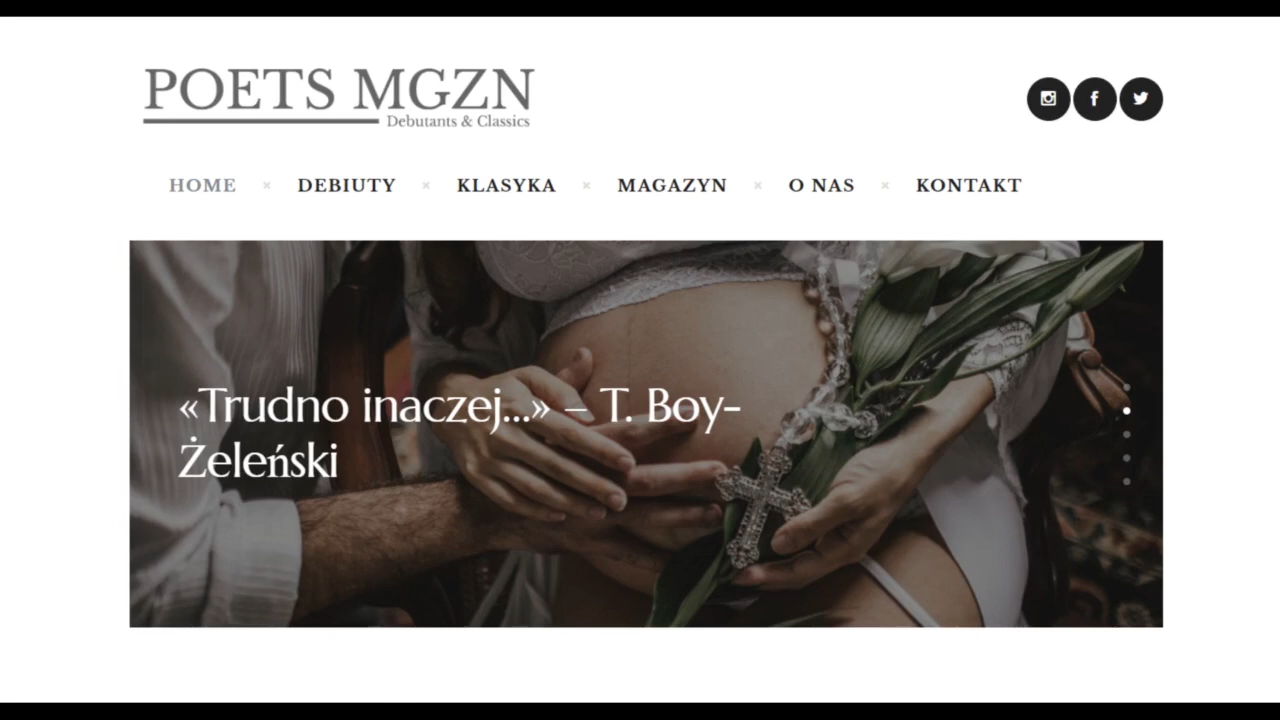 POETS MGZN
Debutants & Classics
HOME × DEBIUTY × KLASYKA × MAGAZYN × O NAS × KONTAKT
«Trudno inaczej...» – T. Boy-
Żeleński